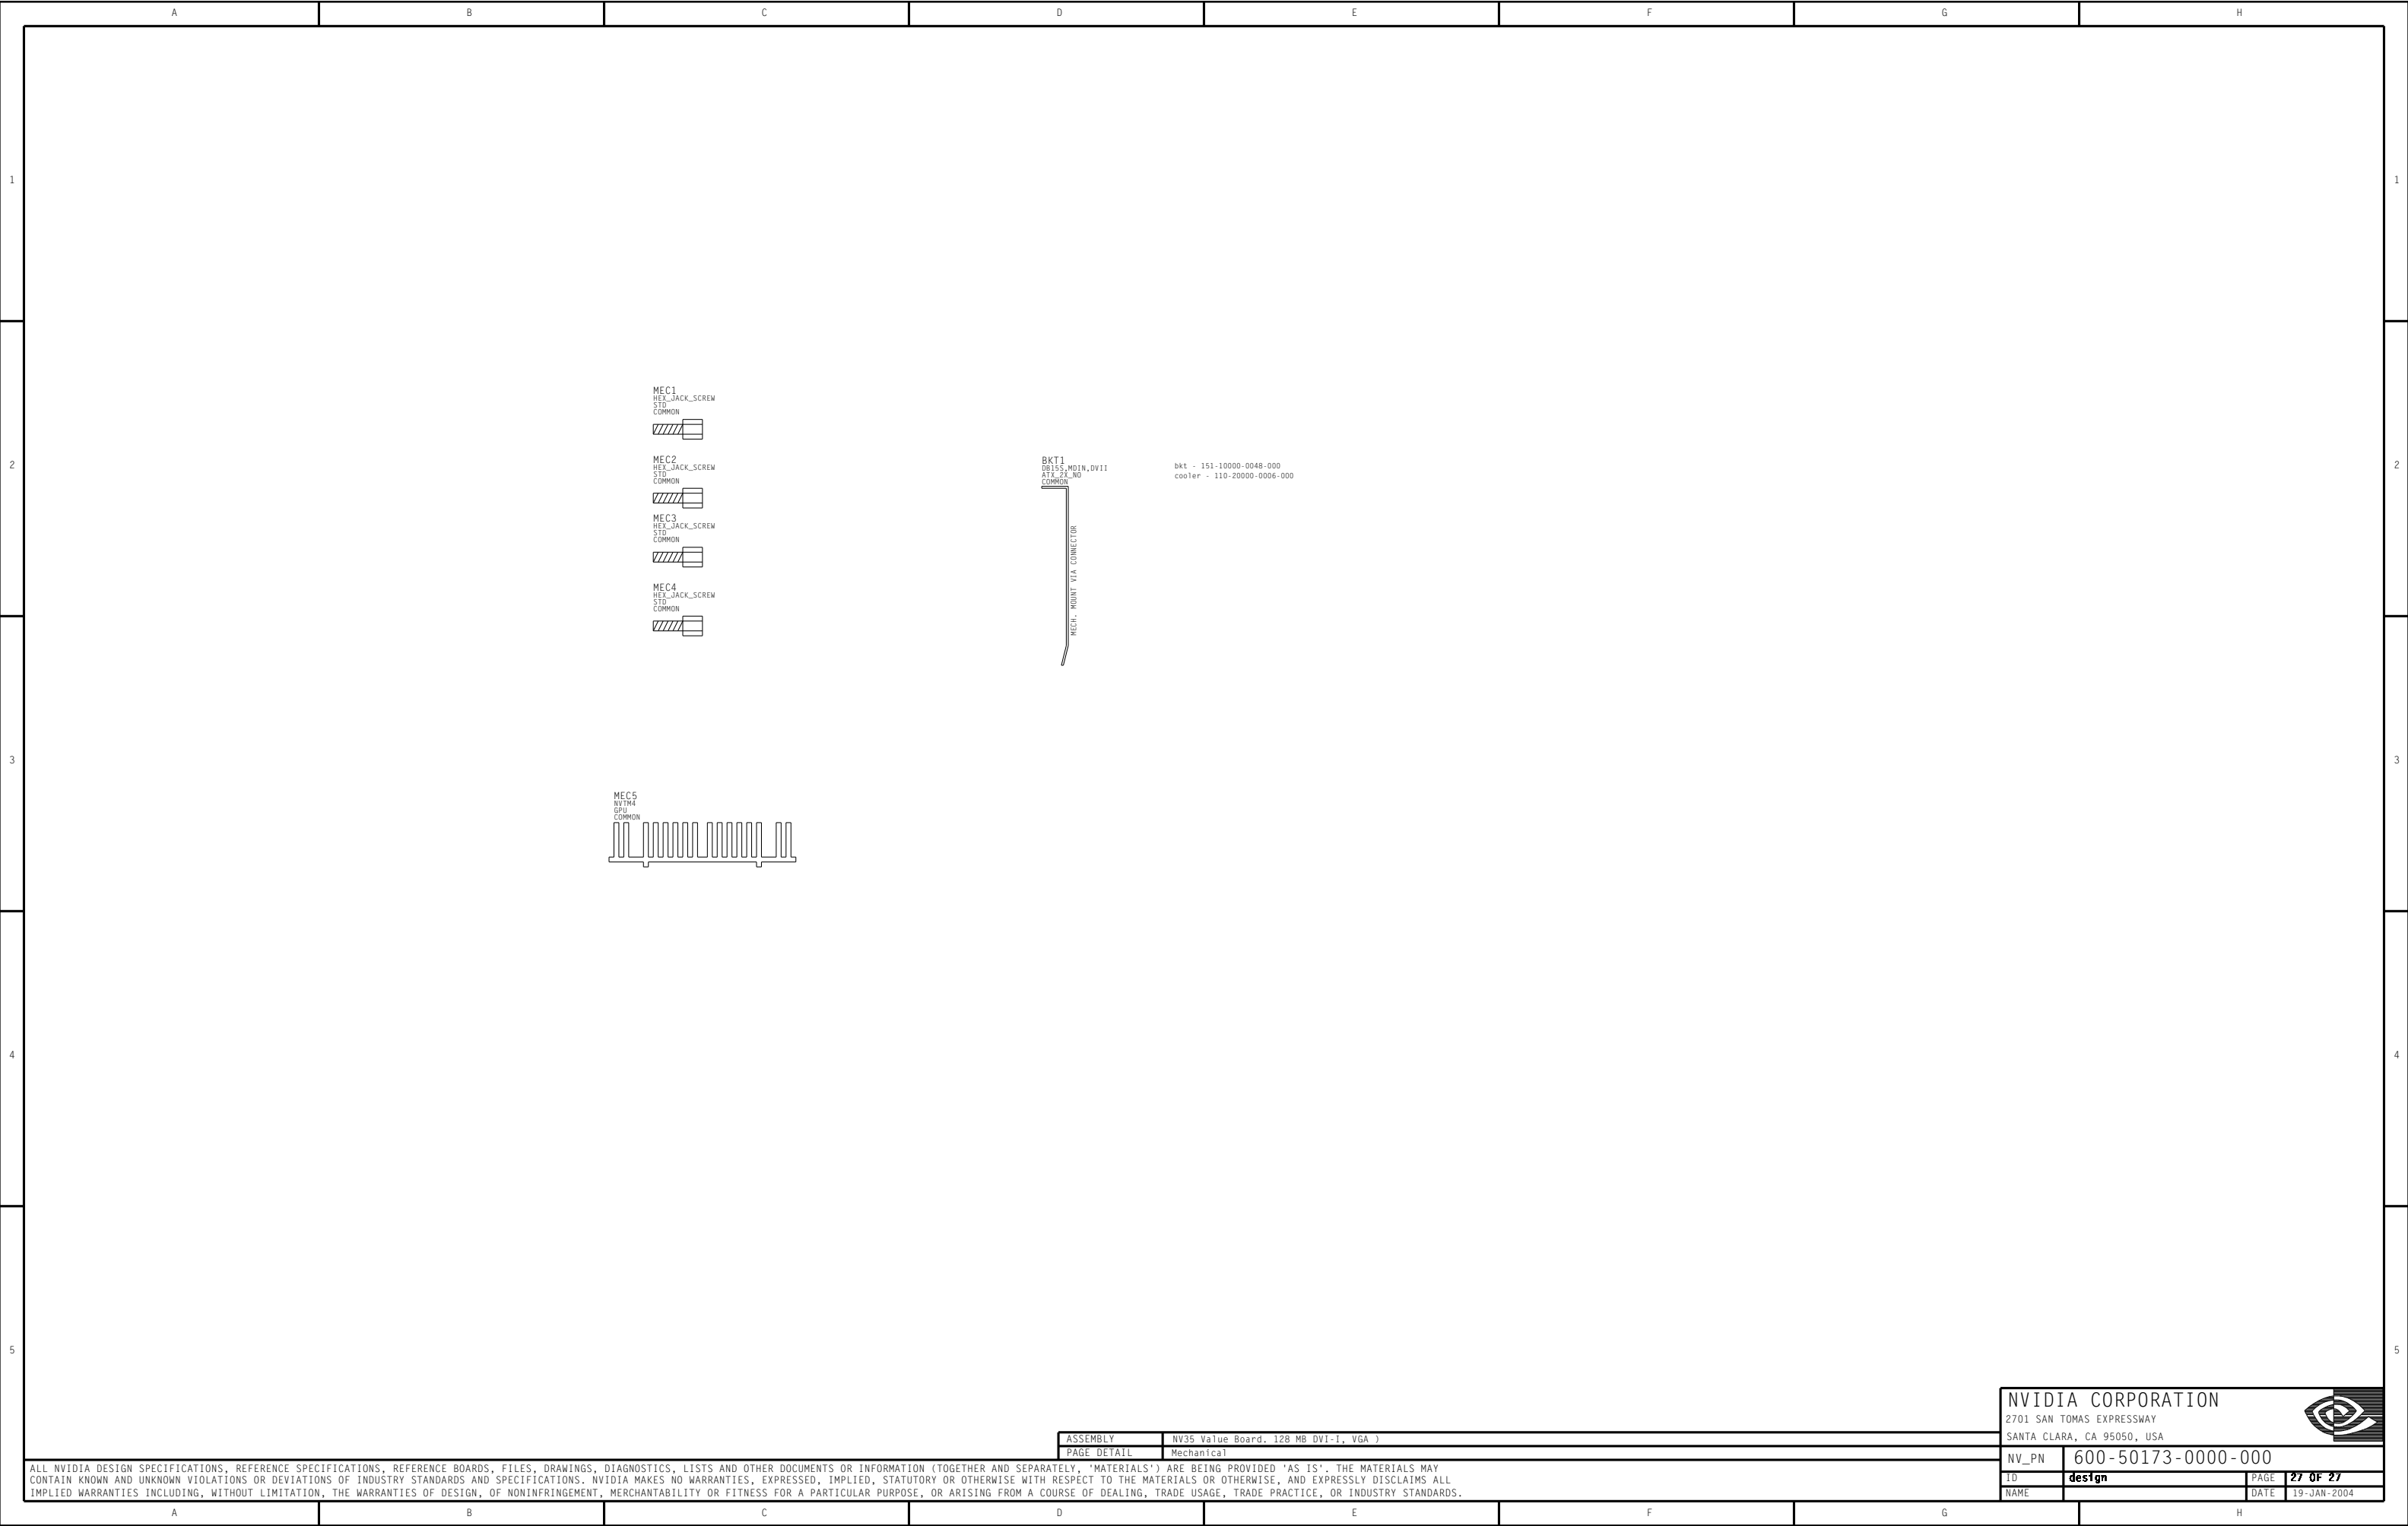 A B C D E F G H
1 1
MEC1
HEX_JACK_SCREW
STD
COMMON
2 2
MEC2
HEX_JACK_SCREW
STD
COMMON
BKT1
DB15S,MDIN,DVII
ATX_2X_NO
COMMON
bkt - 151-10000-0048-000
cooler - 110-20000-0006-000
MEC3
HEX_JACK_SCREW
STD
COMMON
MECH. MOUNT VIA CONNECTOR
MEC4
HEX_JACK_SCREW
STD
COMMON
3 3
MEC5
NVTM4
GPU
COMMON
4 4
5 5
NVIDIA CORPORATION
2701 SAN TOMAS EXPRESSWAY
SANTA CLARA, CA 95050, USA
ASSEMBLY NV35 Value Board. 128 MB DVI-I, VGA )
PAGE DETAIL Mechanical
NV_PN 600-50173-0000-000
ALL NVIDIA DESIGN SPECIFICATIONS, REFERENCE SPECIFICATIONS, REFERENCE BOARDS, FILES, DRAWINGS, DIAGNOSTICS, LISTS AND OTHER DOCUMENTS OR INFORMATION (TOGETHER AND SEPARATELY, 'MATERIALS') ARE BEING PROVIDED 'AS IS'. THE MATERIALS MAY
CONTAIN KNOWN AND UNKNOWN VIOLATIONS OR DEVIATIONS OF INDUSTRY STANDARDS AND SPECIFICATIONS. NVIDIA MAKES NO WARRANTIES, EXPRESSED, IMPLIED, STATUTORY OR OTHERWISE WITH RESPECT TO THE MATERIALS OR OTHERWISE, AND EXPRESSLY DISCLAIMS ALL
IMPLIED WARRANTIES INCLUDING, WITHOUT LIMITATION, THE WARRANTIES OF DESIGN, OF NONINFRINGEMENT, MERCHANTABILITY OR FITNESS FOR A PARTICULAR PURPOSE, OR ARISING FROM A COURSE OF DEALING, TRADE USAGE, TRADE PRACTICE, OR INDUSTRY STANDARDS.
ID design PAGE 27 OF 27
NAME DATE 19-JAN-2004
A B C D E F G H